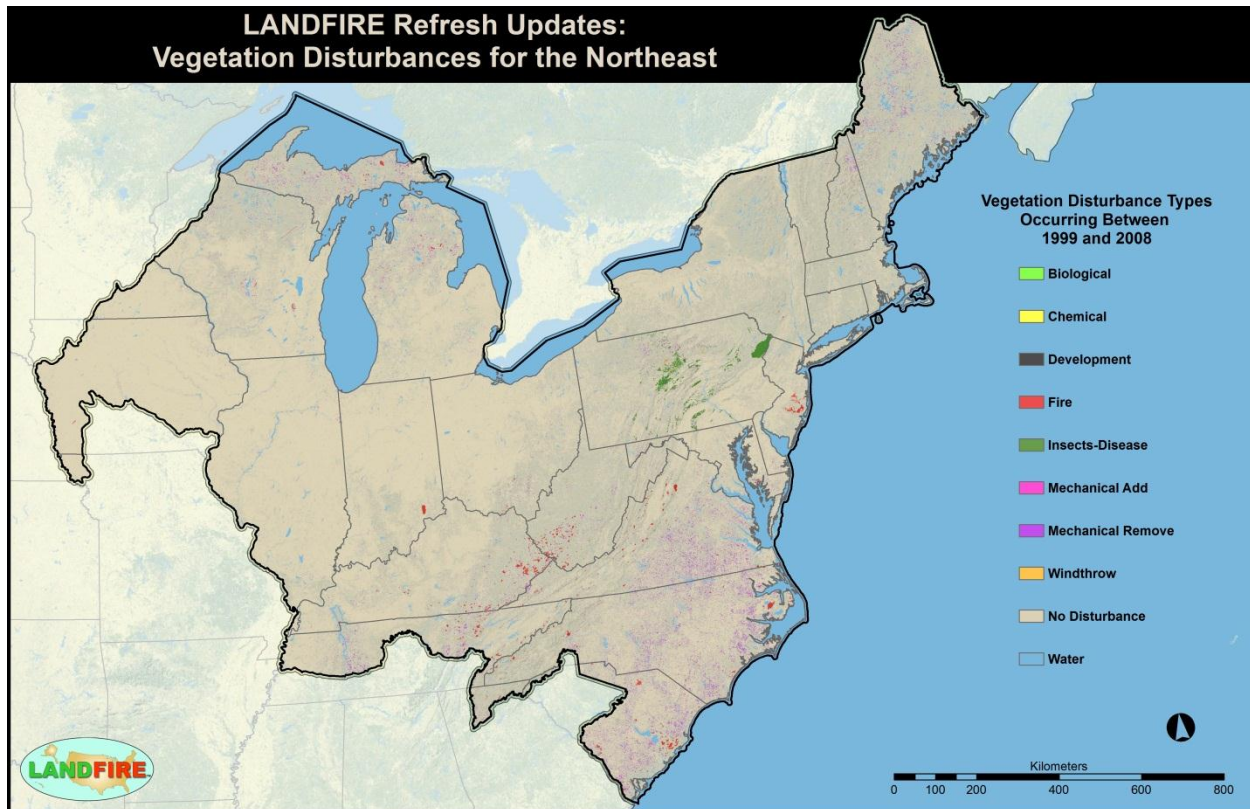 LANDFIRE Refresh Updates:
Vegetation Disturbances for the Northeast
Vegetation Disturbance Types
Occurring Between
1999 and 2008
Biological
Chemical
Development
Fire
Insects-Disease
Mechanical Add
Mechanical Remove
Windthrow
No Disturbance
Water
LANDFIRE
Kilometers
0 100 200 400 600 800